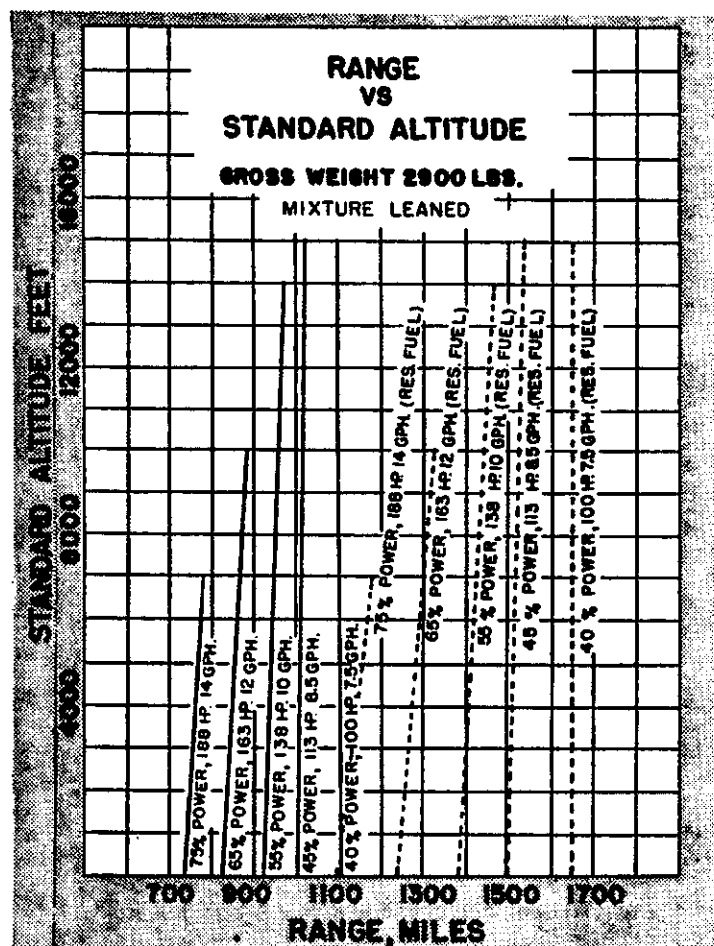 RANGE
VS
STANDARD ALTITUDE
GROSS WEIGHT 2900 LBS.
MIXTURE LEANED
STANDARD ALTITUDE FEET
16000
12000
8000
4000
75% POWER, 188 HP. 14 GPH.
65% POWER, 163 HP. 12 GPH.
55% POWER, 138 HP. 10 GPH.
45% POWER, 113 HP. 8.5 GPH.
40% POWER, 100 HP. 7.5 GPH.
75% POWER, 188 HP. 14 GPH. (RES. FUEL)
65% POWER, 163 HP. 12 GPH. (RES. FUEL)
55% POWER, 138 HP. 10 GPH. (RES. FUEL)
45% POWER, 113 HP. 8.5 GPH. (RES. FUEL)
40% POWER, 100 HP. 7.5 GPH. (RES. FUEL)
700 900 1100 1300 1500 1700
RANGE, MILES